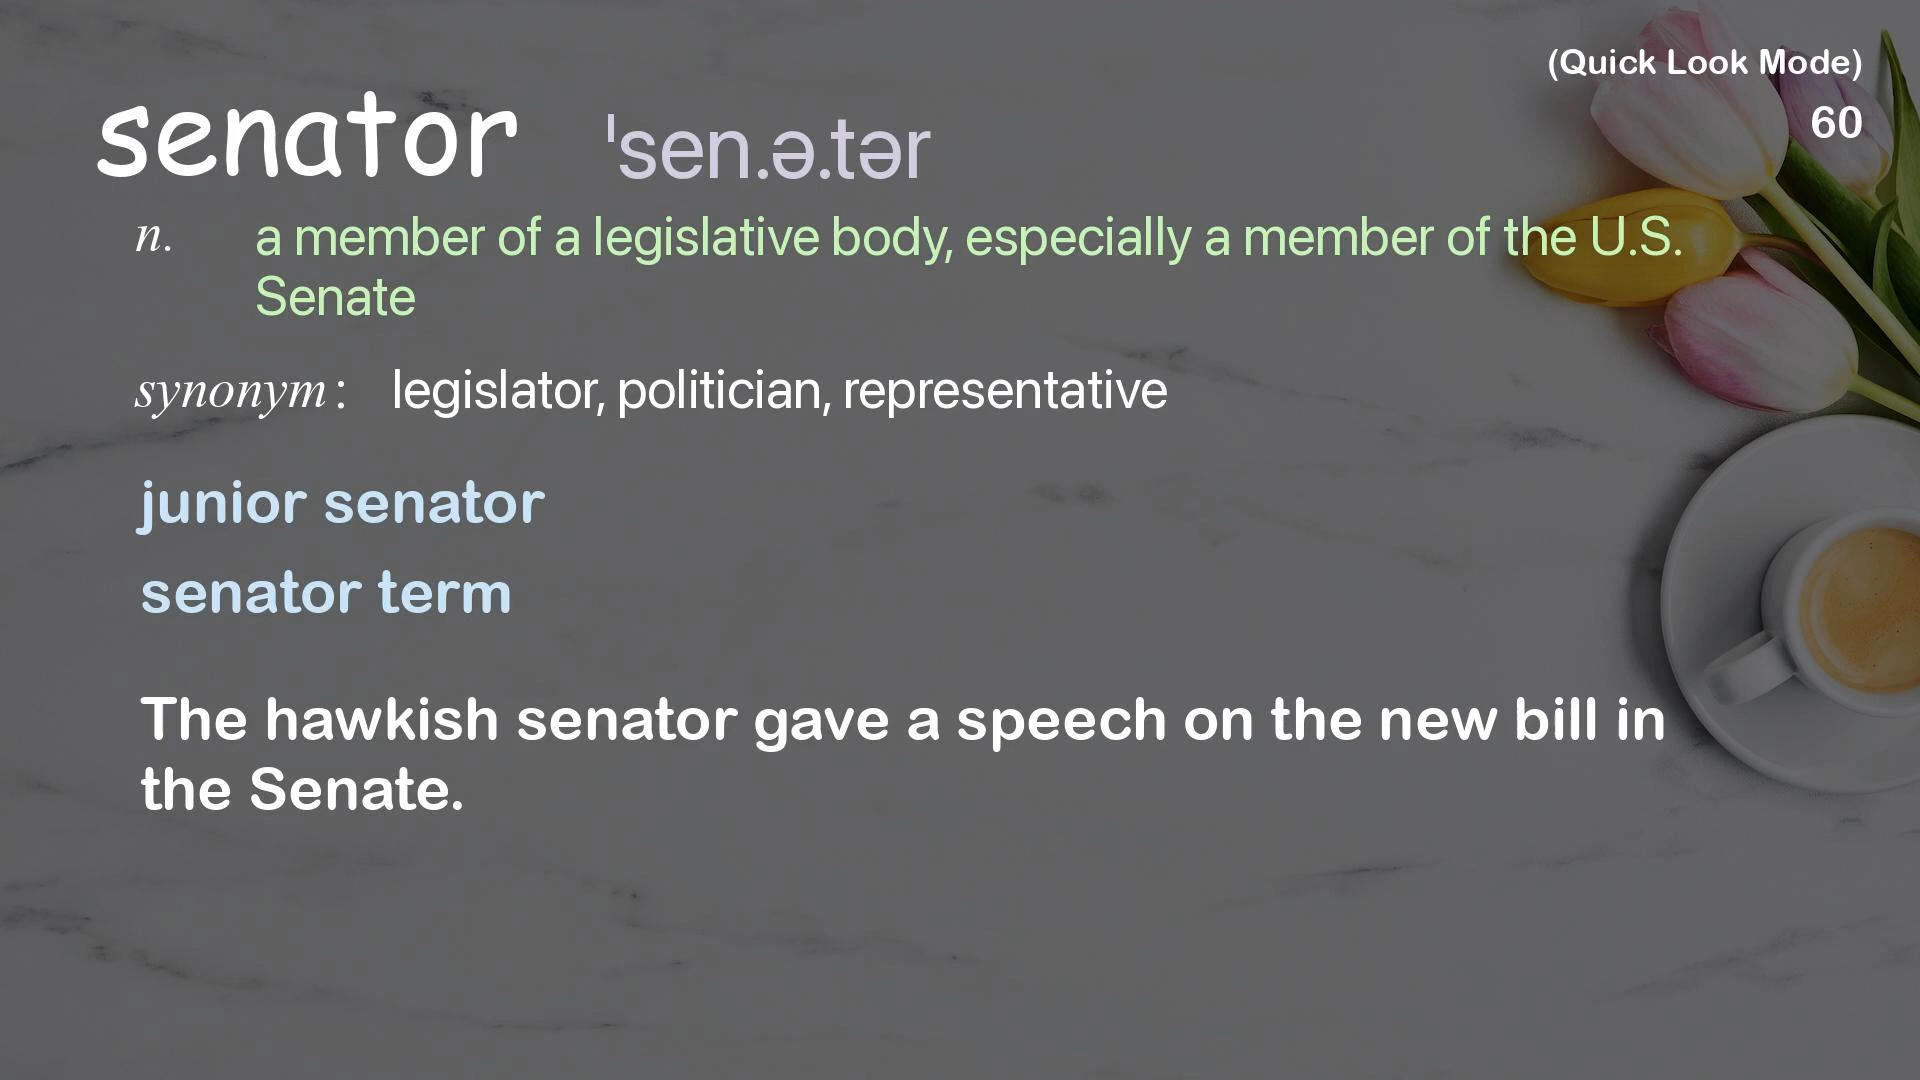 (Quick Look Mode)
60
senator ˈsen.ə.tər
n. a member of a legislative body, especially a member of the U.S.
Senate
synonym: legislator, politician, representative
junior senator
senator term
The hawkish senator gave a speech on the new bill in
the Senate.